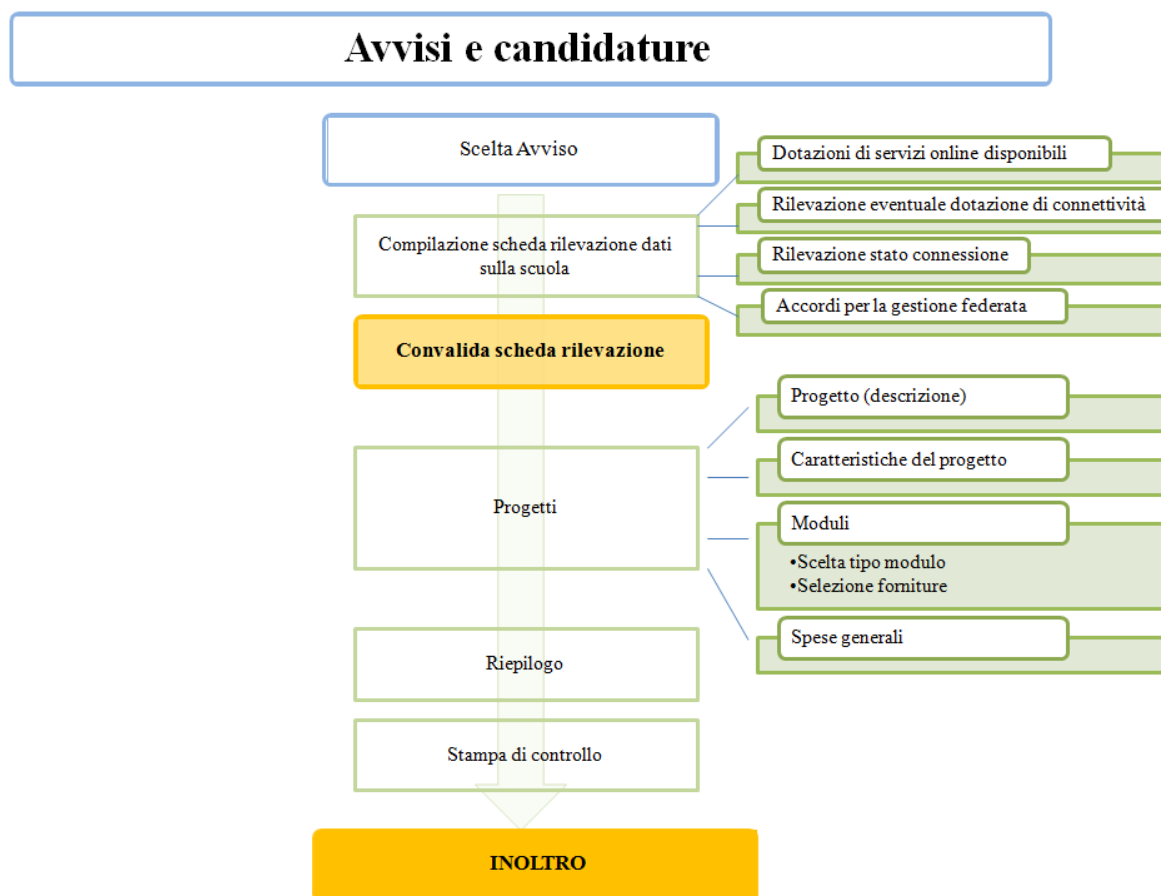 Avvisi e candidature
Scelta Avviso
Compilazione scheda rilevazione dati
sulla scuola
Dotazioni di servizi online disponibili
Rilevazione eventuale dotazione di connettività
Rilevazione stato connessione
Accordi per la gestione federata
Convalida scheda rilevazione
Progetti
Progetto (descrizione)
Caratteristiche del progetto
Moduli
•Scelta tipo modulo
•Selezione forniture
Spese generali
Riepilogo
Stampa di controllo
INOLTRO